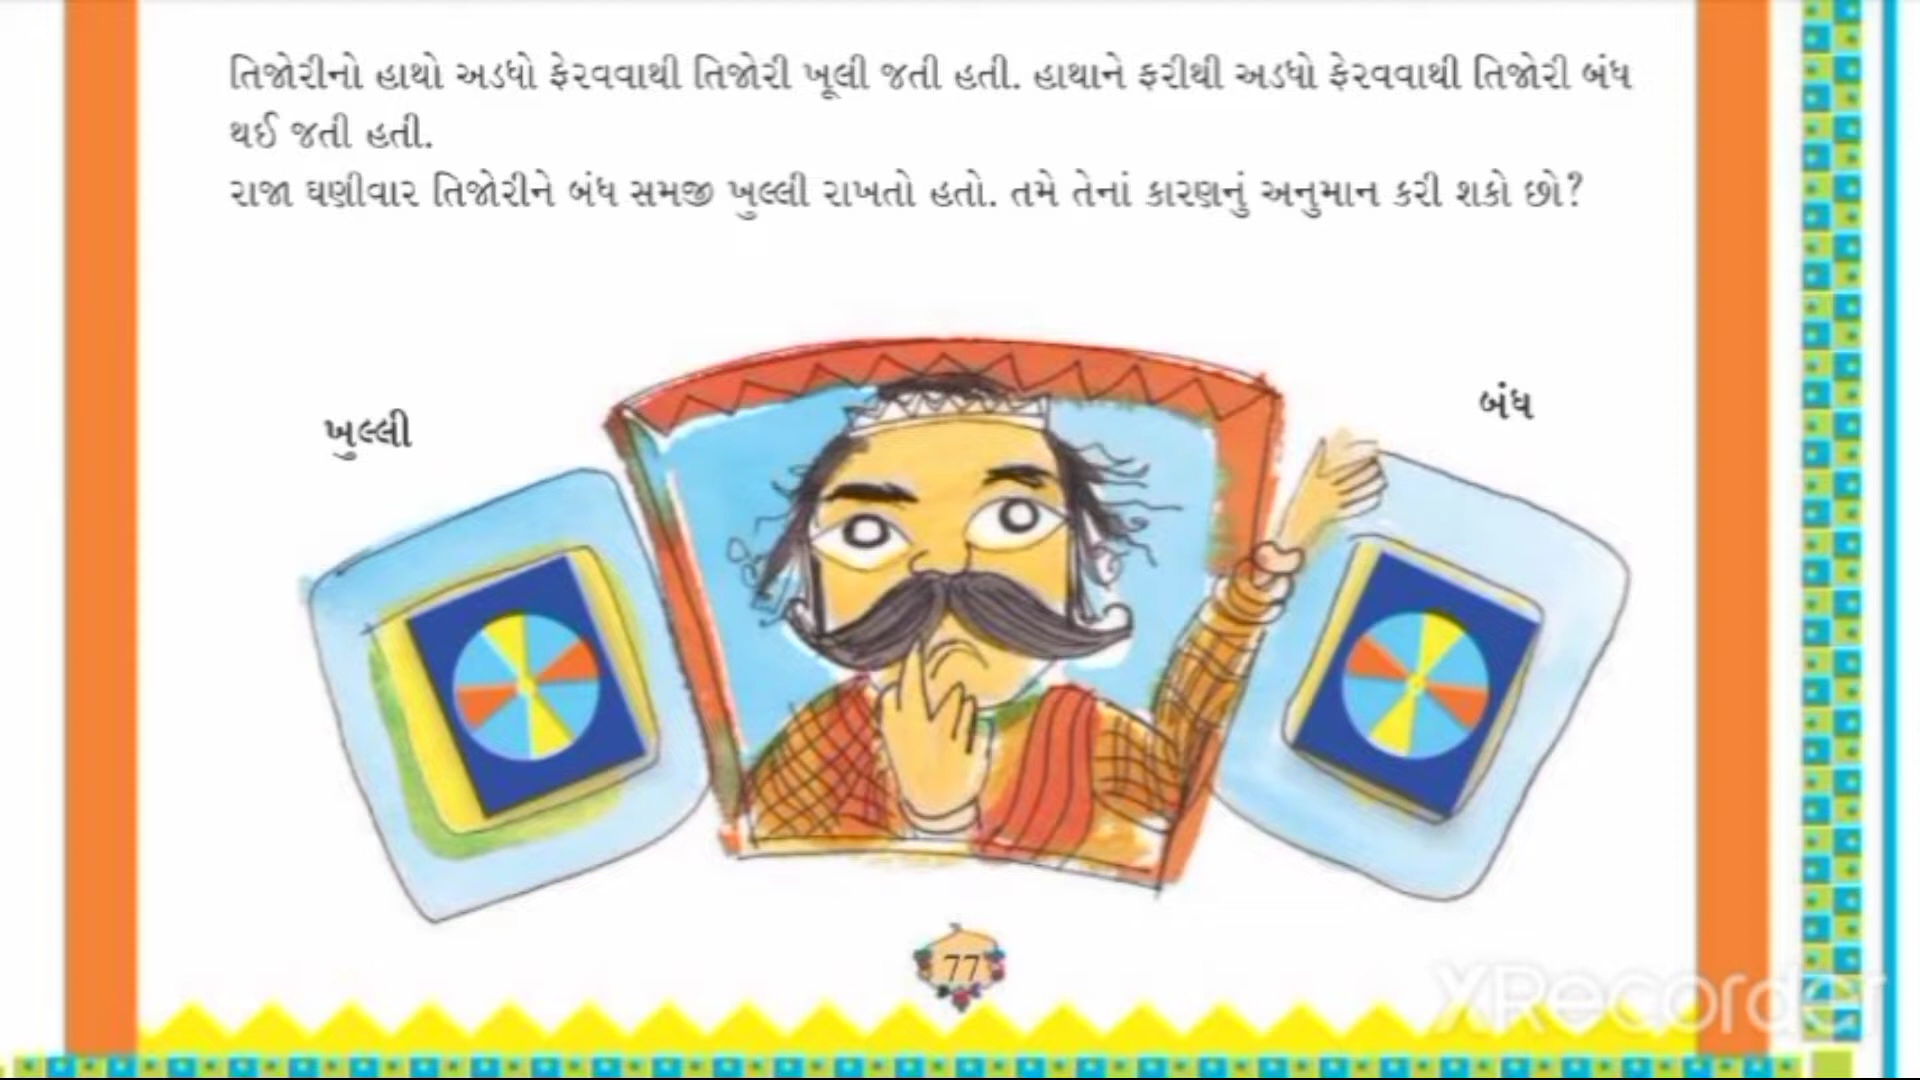 તિજોરીનો હાથો અડધો ફેરવવાથી તિજોરી ખૂલી જતી હતી. હાથાને ફરીથી અડધો ફેરવવાથી તિજોરી બંધ
થઈ જતી હતી.
રાજા ઘણીવાર તિજોરીને બંધ સમજી ખુલ્લી રાખતો હતો. તમે તેનાં કારણનું અનુમાન કરી શકો છો?
ખુલ્લી
બંધ
77
XRecorder